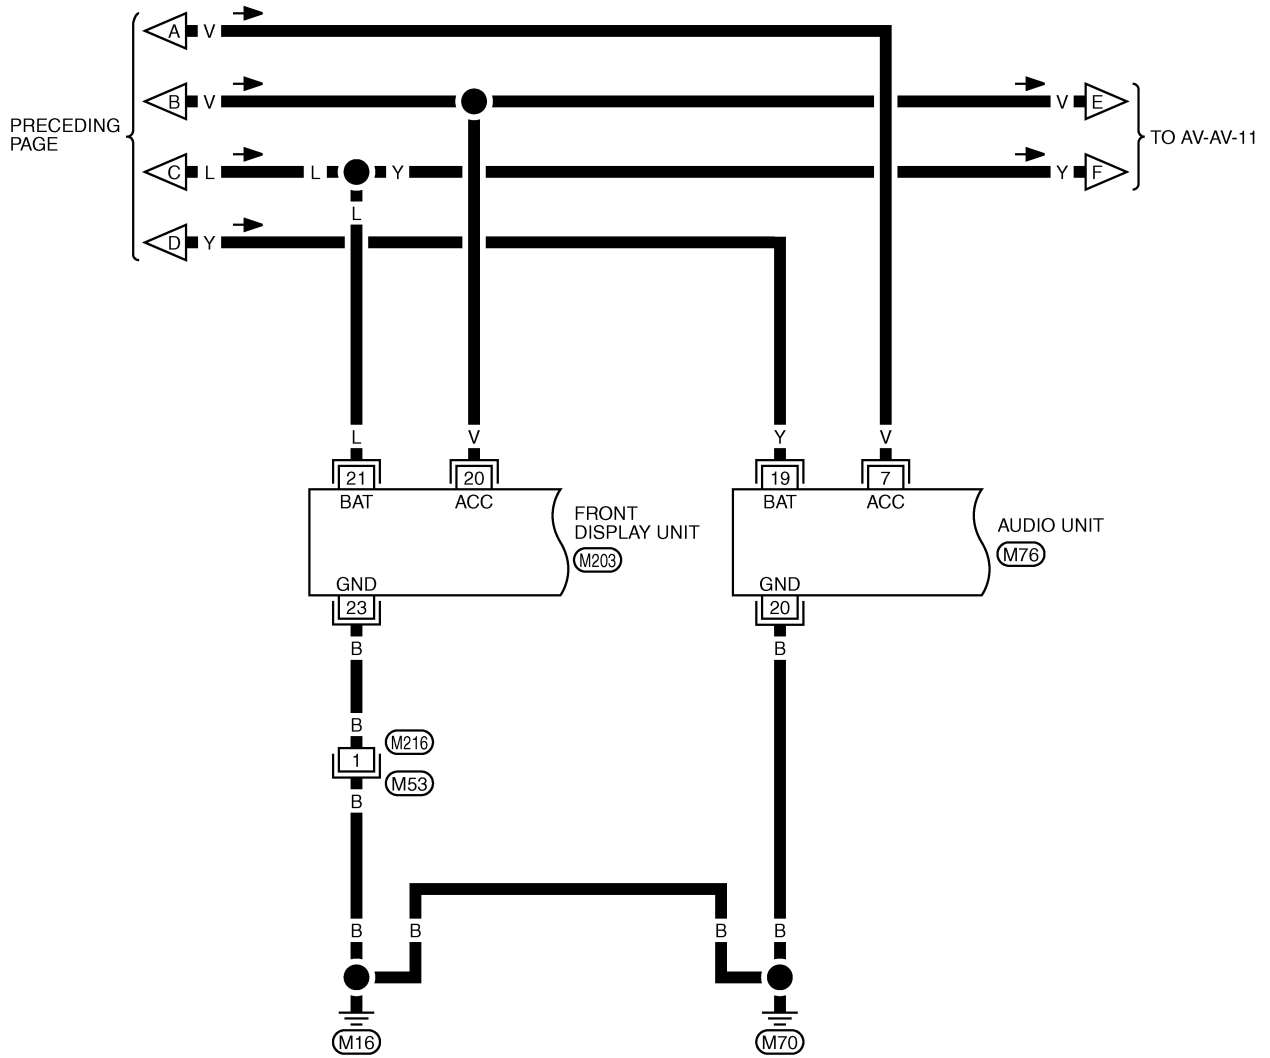 A V
B V V E
PRECEDING
PAGE
TO AV-AV-11
C L L Y Y F
L
D Y
L V Y V
21 20 19 7
BAT ACC BAT ACC
FRONT
DISPLAY UNIT
M203
AUDIO UNIT
M76
GND GND
23 20
B B
B
M216
1
M53
B
B B B B
M16 M70